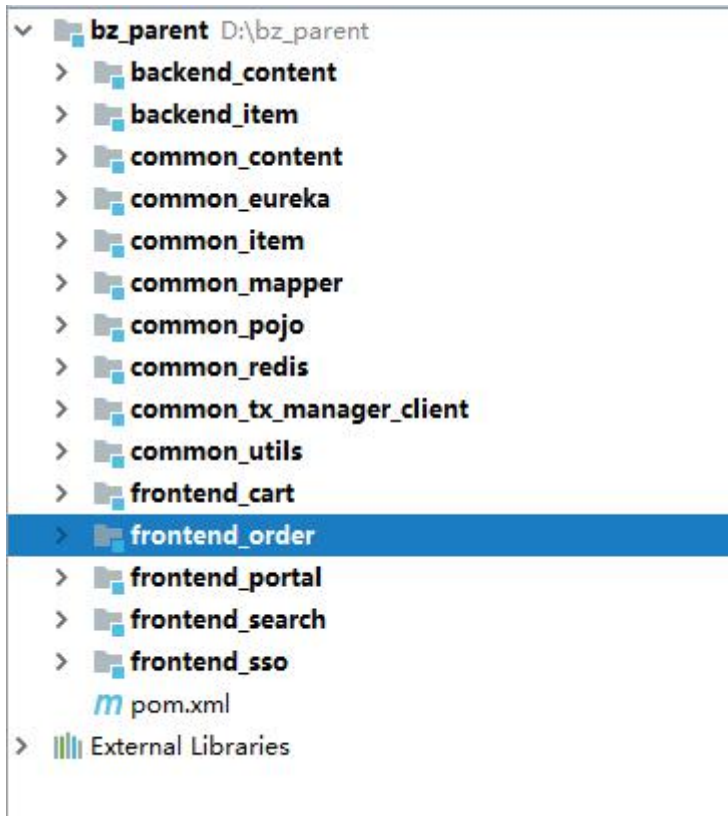 bz_parent D:\bz_parent
backend_content
backend_item
common_content
common_eureka
common_item
common_mapper
common_pojo
common_redis
common_tx_manager_client
common_utils
frontend_cart
frontend_order
frontend_portal
frontend_search
frontend_sso
m pom.xml
External Libraries